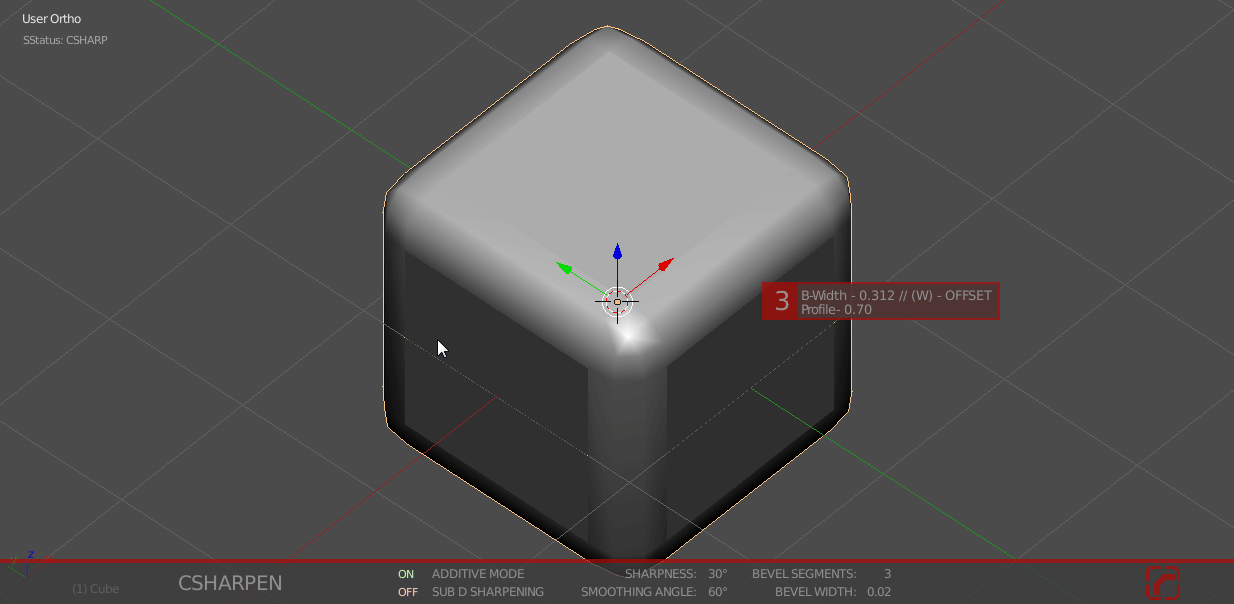 User Ortho
SStatus: CSHARP
3
B-Width - 0.312 // (W) - OFFSET
Profile- 0.70
z
(1) Cube
CSHARPEN
ON ADDITIVE MODE SHARPNESS: 30° BEVEL SEGMENTS: 3
OFF SUB D SHARPENING SMOOTHING ANGLE: 60° BEVEL WIDTH: 0.02